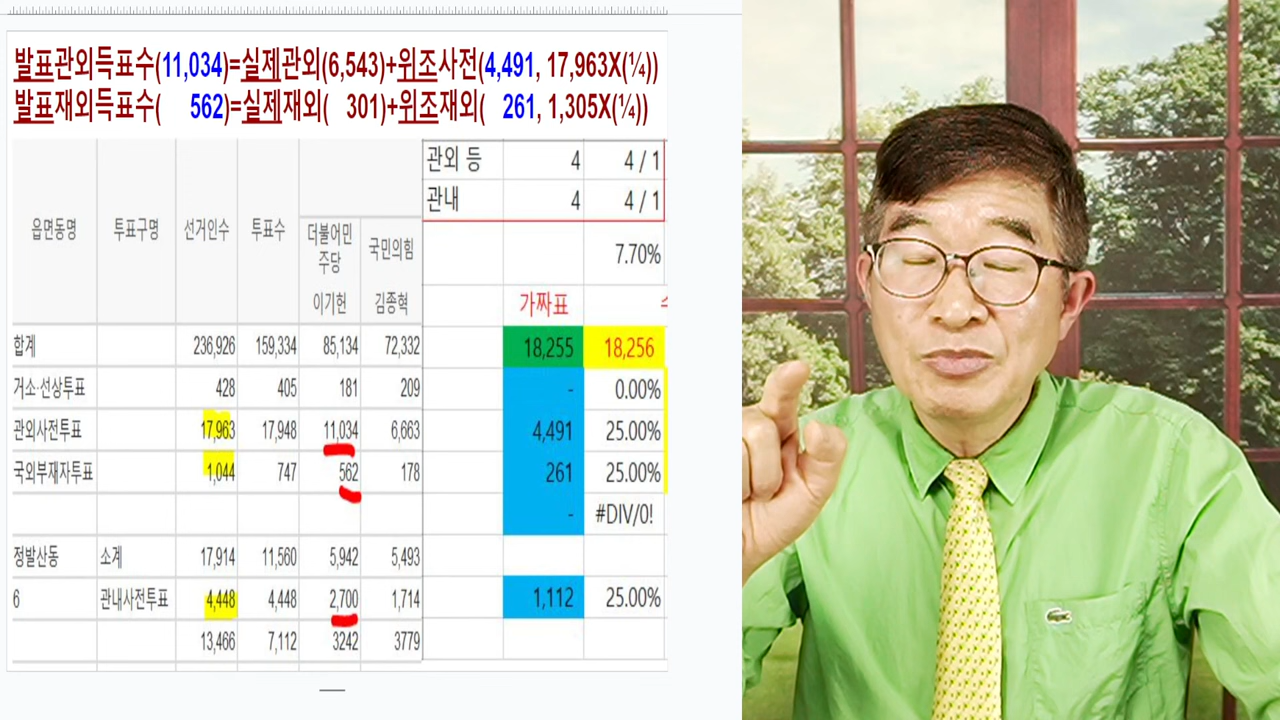 발표관외득표수(11,034)=실제관외(6,543)+위조사전(4,491, 17,963X(¼))
발표재외득표수( 562)=실제재외( 301)+위조재외( 261, 1,305X(¼))
관외 등 4 4 / 1
관내 4 4 / 1
7.70%
읍면동명 투표구명 선거인수 투표수 더불어민주당 국민의힘
이기헌 김종혁 가짜표
합계 236,926 159,334 85,134 72,332 18,255 18,256
거소·선상투표 428 405 181 209 - 0.00%
관외사전투표 17,963 17,948 11,034 6,663 4,491 25.00%
국외부재자투표 1,044 747 562 178 261 25.00%
- #DIV/0!
정발산동 소계 17,914 11,560 5,942 5,493
6 관내사전투표 4,448 4,448 2,700 1,714 1,112 25.00%
13,466 7,112 3242 3779